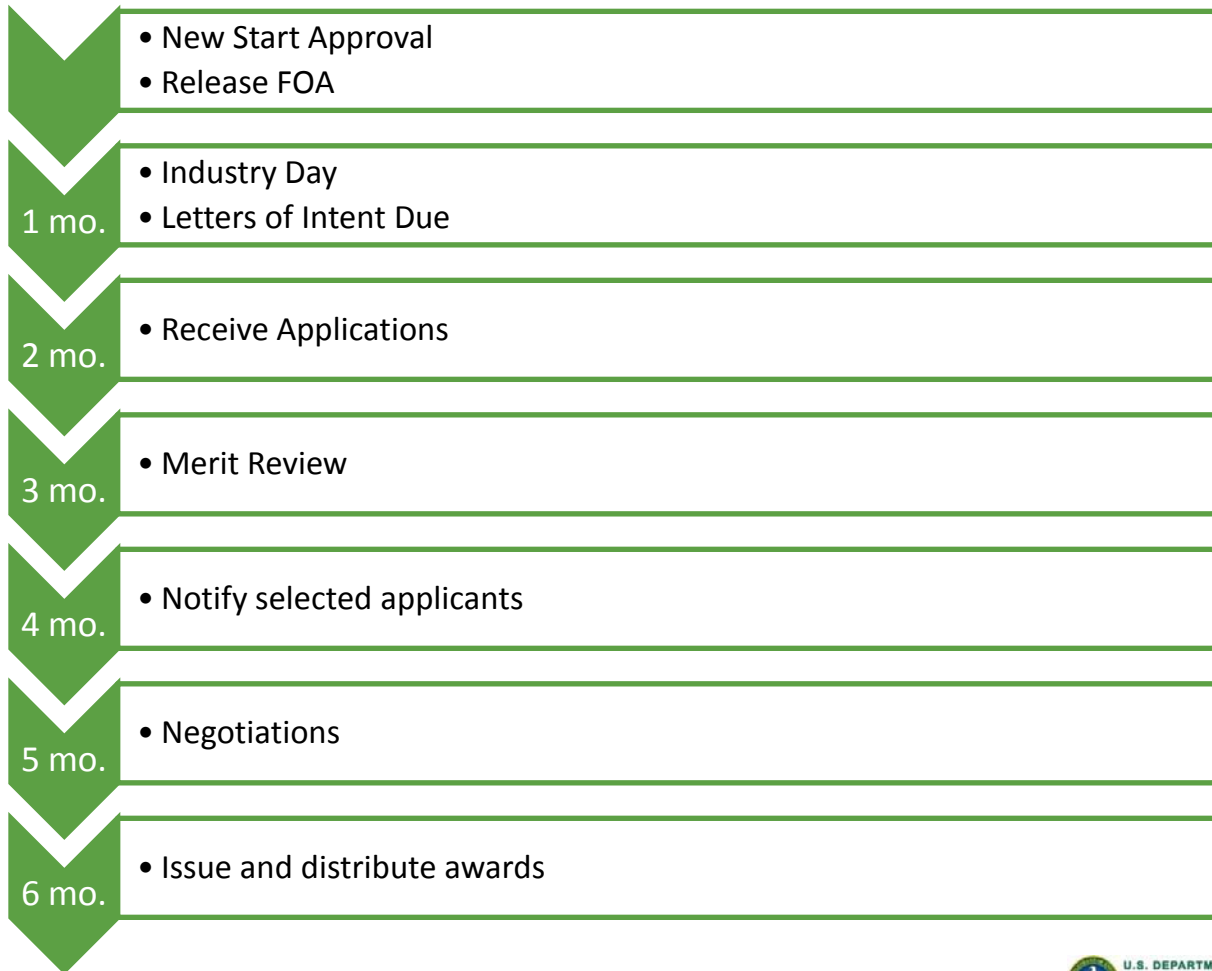 • New Start Approval
• Release FOA
1 mo.
• Industry Day
• Letters of Intent Due
2 mo.
• Receive Applications
3 mo.
• Merit Review
4 mo.
• Notify selected applicants
5 mo.
• Negotiations
6 mo.
• Issue and distribute awards
U.S.